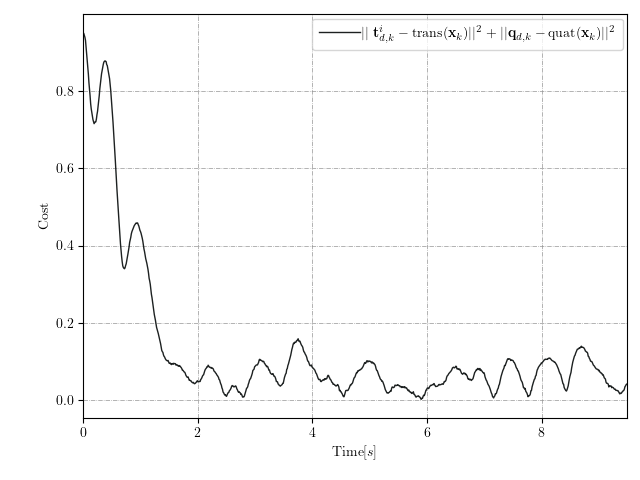 || t^i_{d,k} − trans(x_k)||² + ||q_{d,k} − quat(x_k)||²
0.8
0.6
Cost
0.4
0.2
0.0
0 2 4 6 8
Time[s]